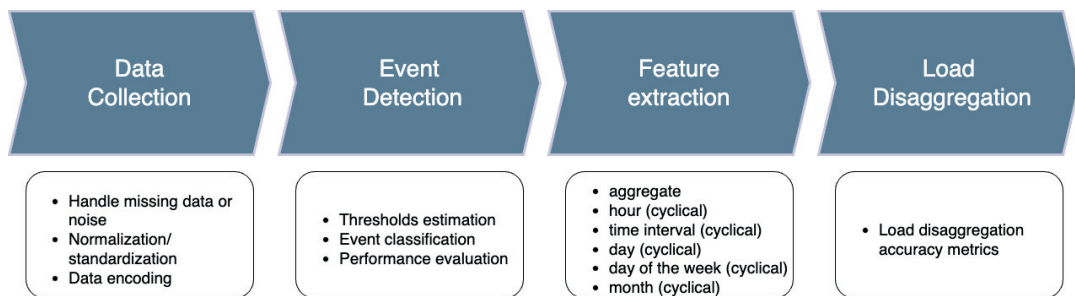 Data
Collection
Event
Detection
Feature
extraction
Load
Disaggregation
• Handle missing data or
noise
• Normalization/
standardization
• Data encoding
• Thresholds estimation
• Event classification
• Performance evaluation
• aggregate
• hour (cyclical)
• time interval (cyclical)
• day (cyclical)
• day of the week (cyclical)
• month (cyclical)
• Load disaggregation
accuracy metrics